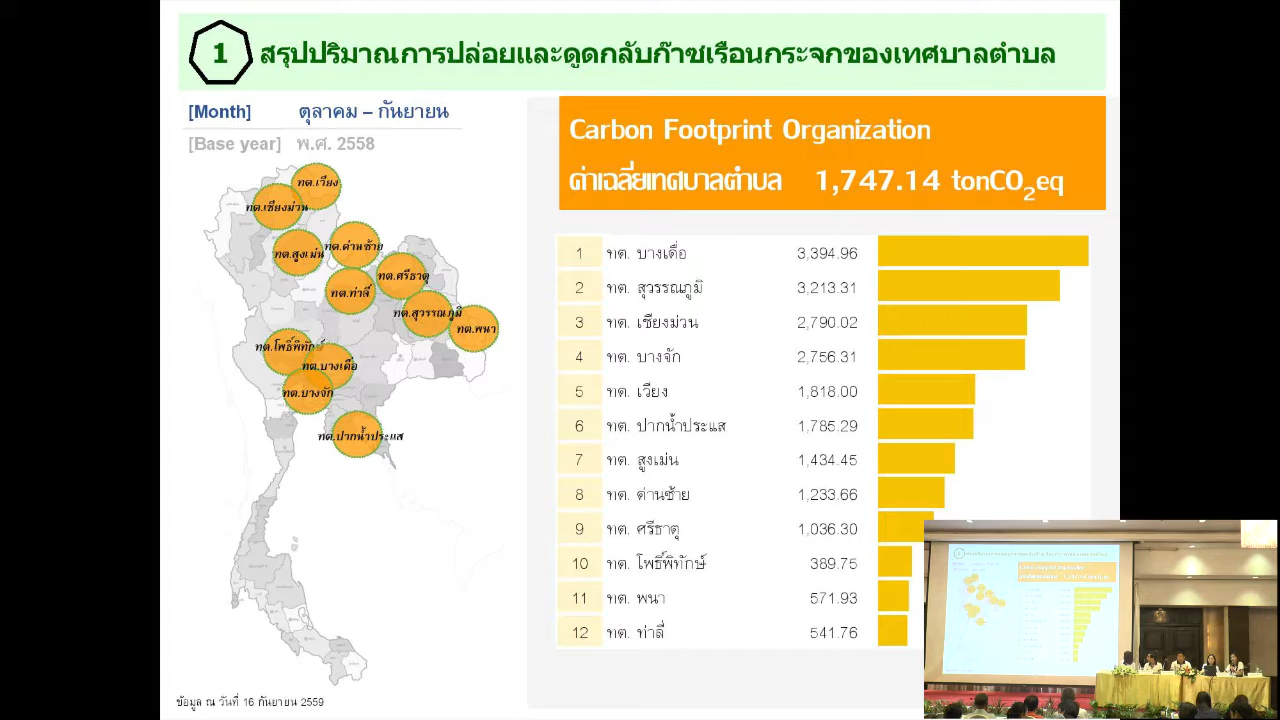 1 สรุปปริมาณการปล่อยและดูดกลับก๊าซเรือนกระจกของเทศบาลตำบล
[Month] ตุลาคม – กันยายน
[Base year] พ.ศ. 2558
ทต.เวียง
ทต.เชียงม่วน
ทต.สูงเม่น
ทต.ด่านซ้าย
ทต.ศรีธาตุ
ทต.ท่าลี่
ทต.สุวรรณภูมิ
ทต.พนา
ทต.โพธิ์พิทักษ์
ทต.บางเดื่อ
ทต.บางจัก
ทต.ปากน้ำประแส
ข้อมูล ณ วันที่ 16 กันยายน 2559
Carbon Footprint Organization
ค่าเฉลี่ยเทศบาลตำบล 1,747.14 tonCO2eq
1 ทต. บางเดื่อ 3,394.96
2 ทต. สุวรรณภูมิ 3,213.31
3 ทต. เชียงม่วน 2,790.02
4 ทต. บางจัก 2,756.31
5 ทต. เวียง 1,818.00
6 ทต. ปากน้ำประแส 1,785.29
7 ทต. สูงเม่น 1,434.45
8 ทต. ด่านซ้าย 1,233.66
9 ทต. ศรีธาตุ 1,036.30
10 ทต. โพธิ์พิทักษ์ 389.75
11 ทต. พนา 571.93
12 ทต. ท่าลี่ 541.76